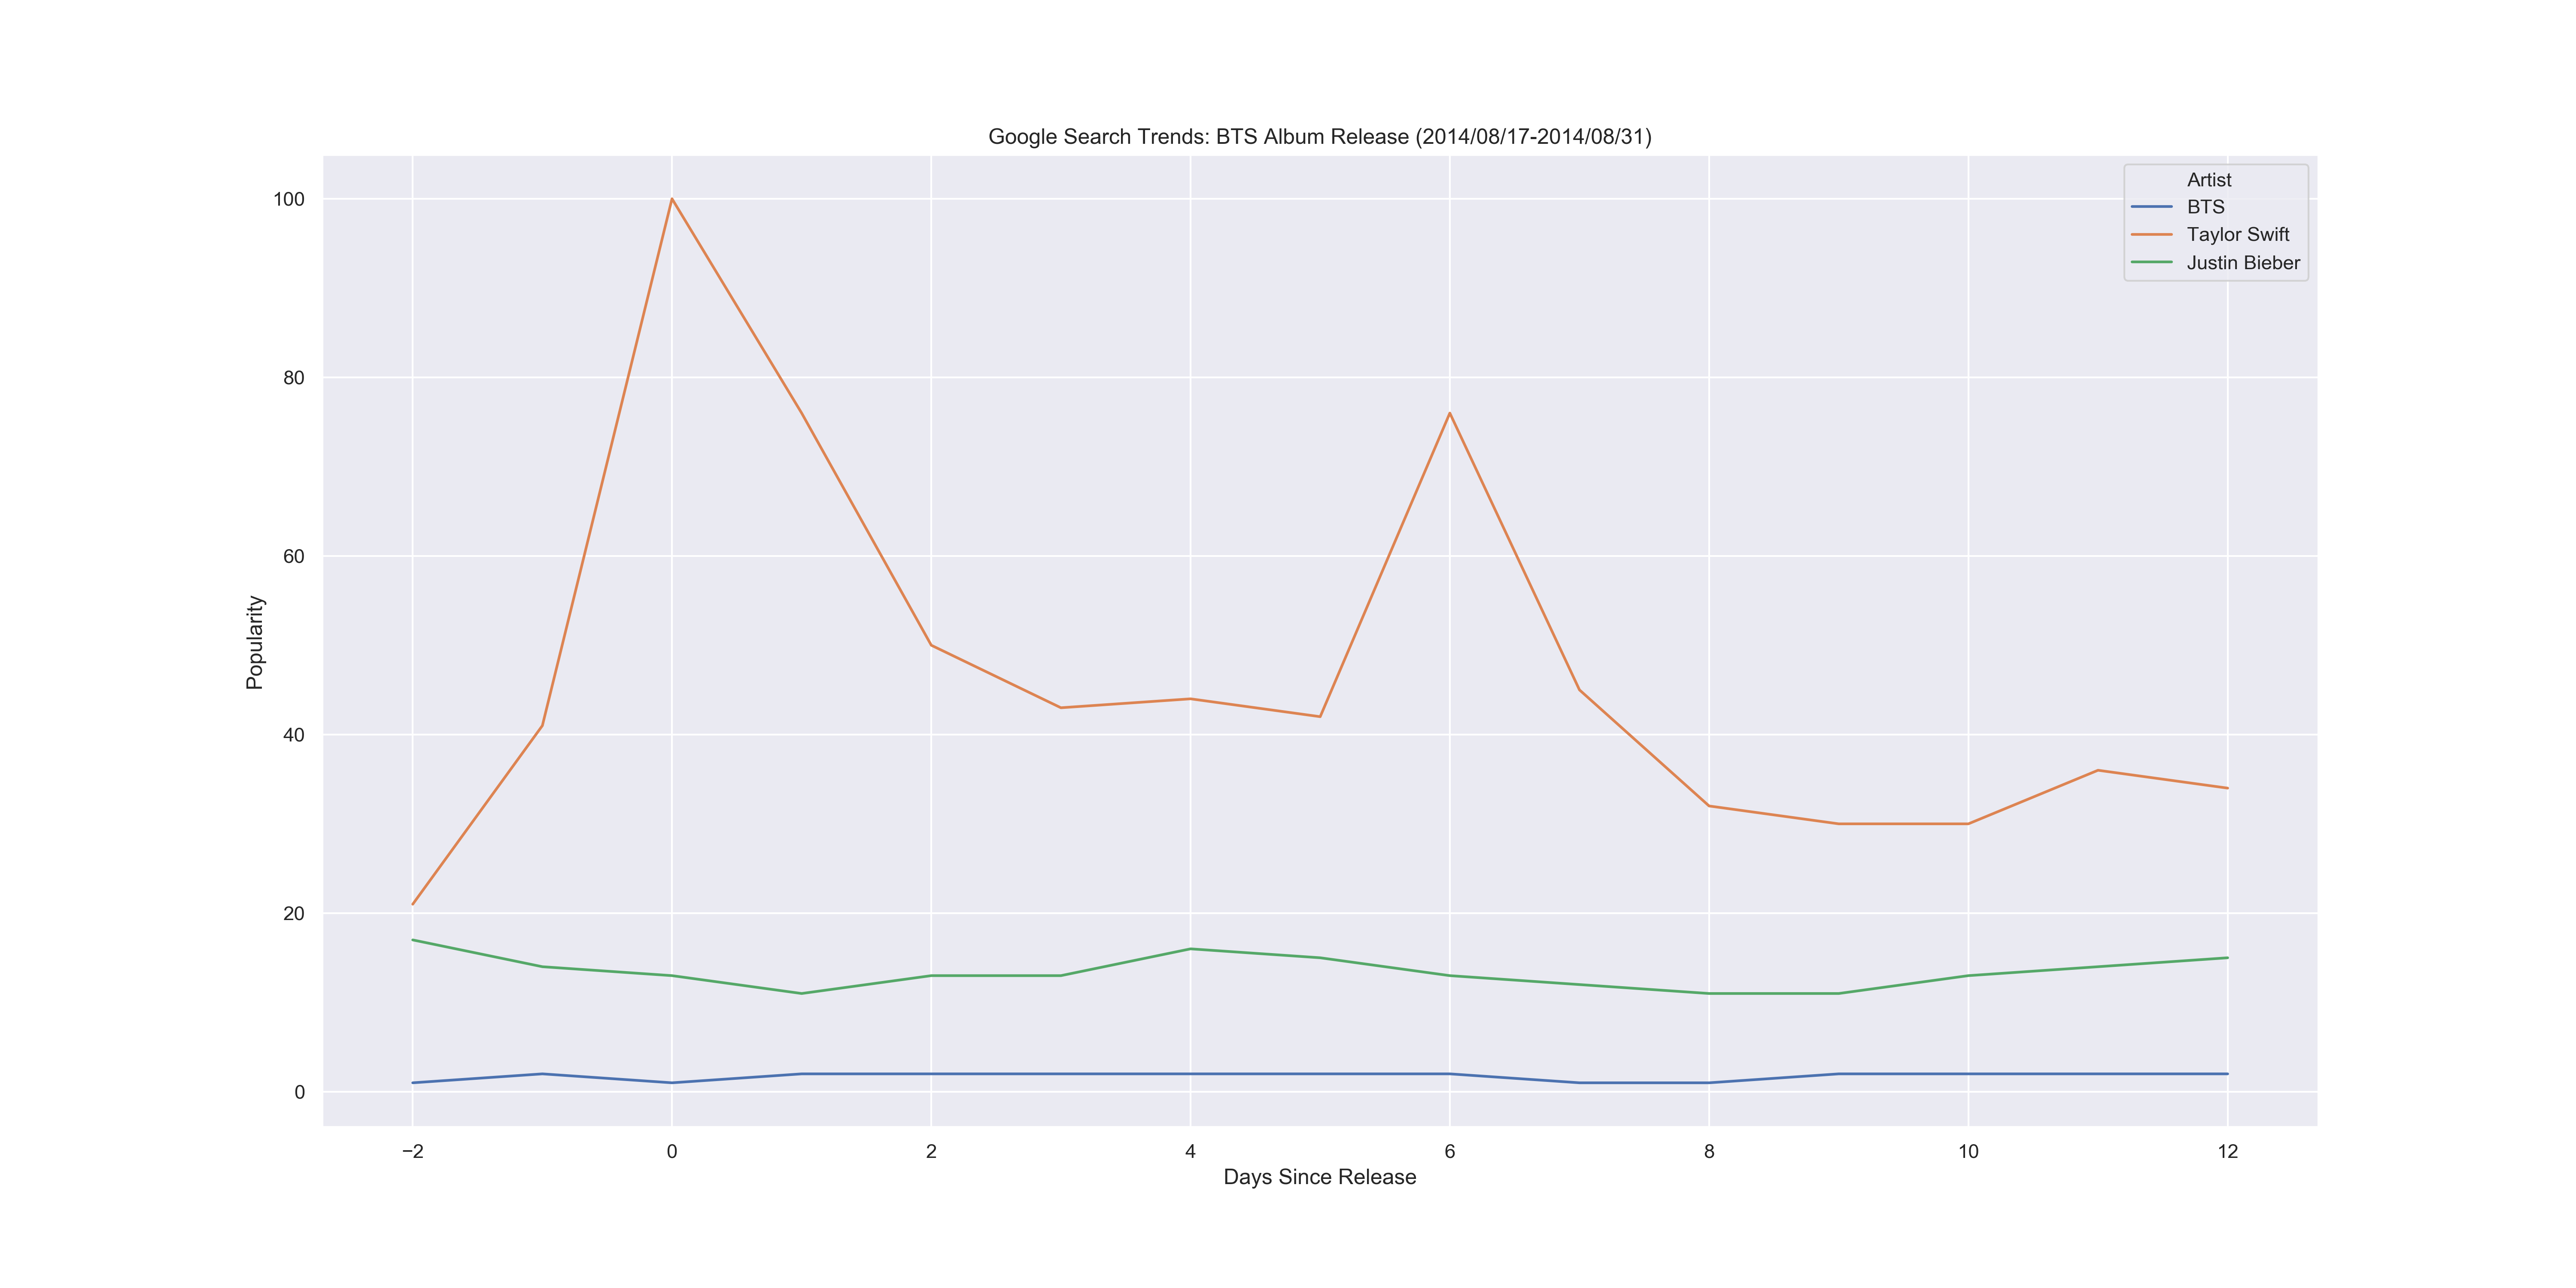 Google Search Trends: BTS Album Release (2014/08/17-2014/08/31)
Artist
BTS
Taylor Swift
Justin Bieber
100
80
60
40
20
0
Popularity
−2 0 2 4 6 8 10 12
Days Since Release